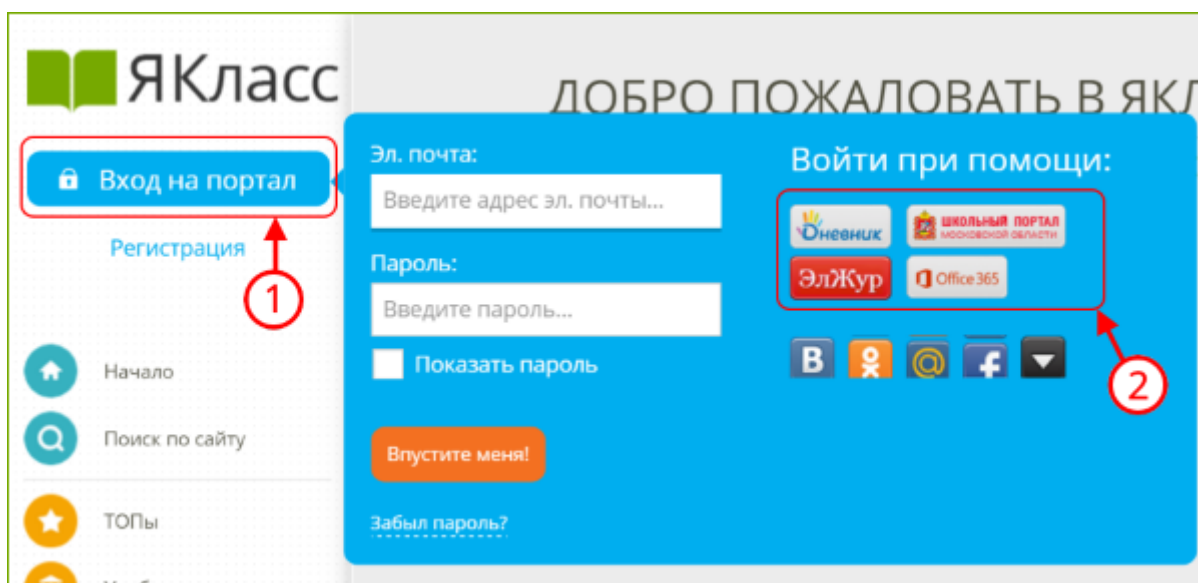 ЯКласс
ДОБРО ПОЖАЛОВАТЬ В ЯКЛ
Вход на портал
Регистрация
1
Начало
Поиск по сайту
ТОПы
Эл. почта:
Введите адрес эл. почты...
Пароль:
Введите пароль...
Показать пароль
Впустите меня!
Забыл пароль?
Войти при помощи:
Дневник
ШКОЛЬНЫЙ ПОРТАЛ
МОСКОВСКОЙ ОБЛАСТИ
ЭлЖур
Office 365
В
@
f
2